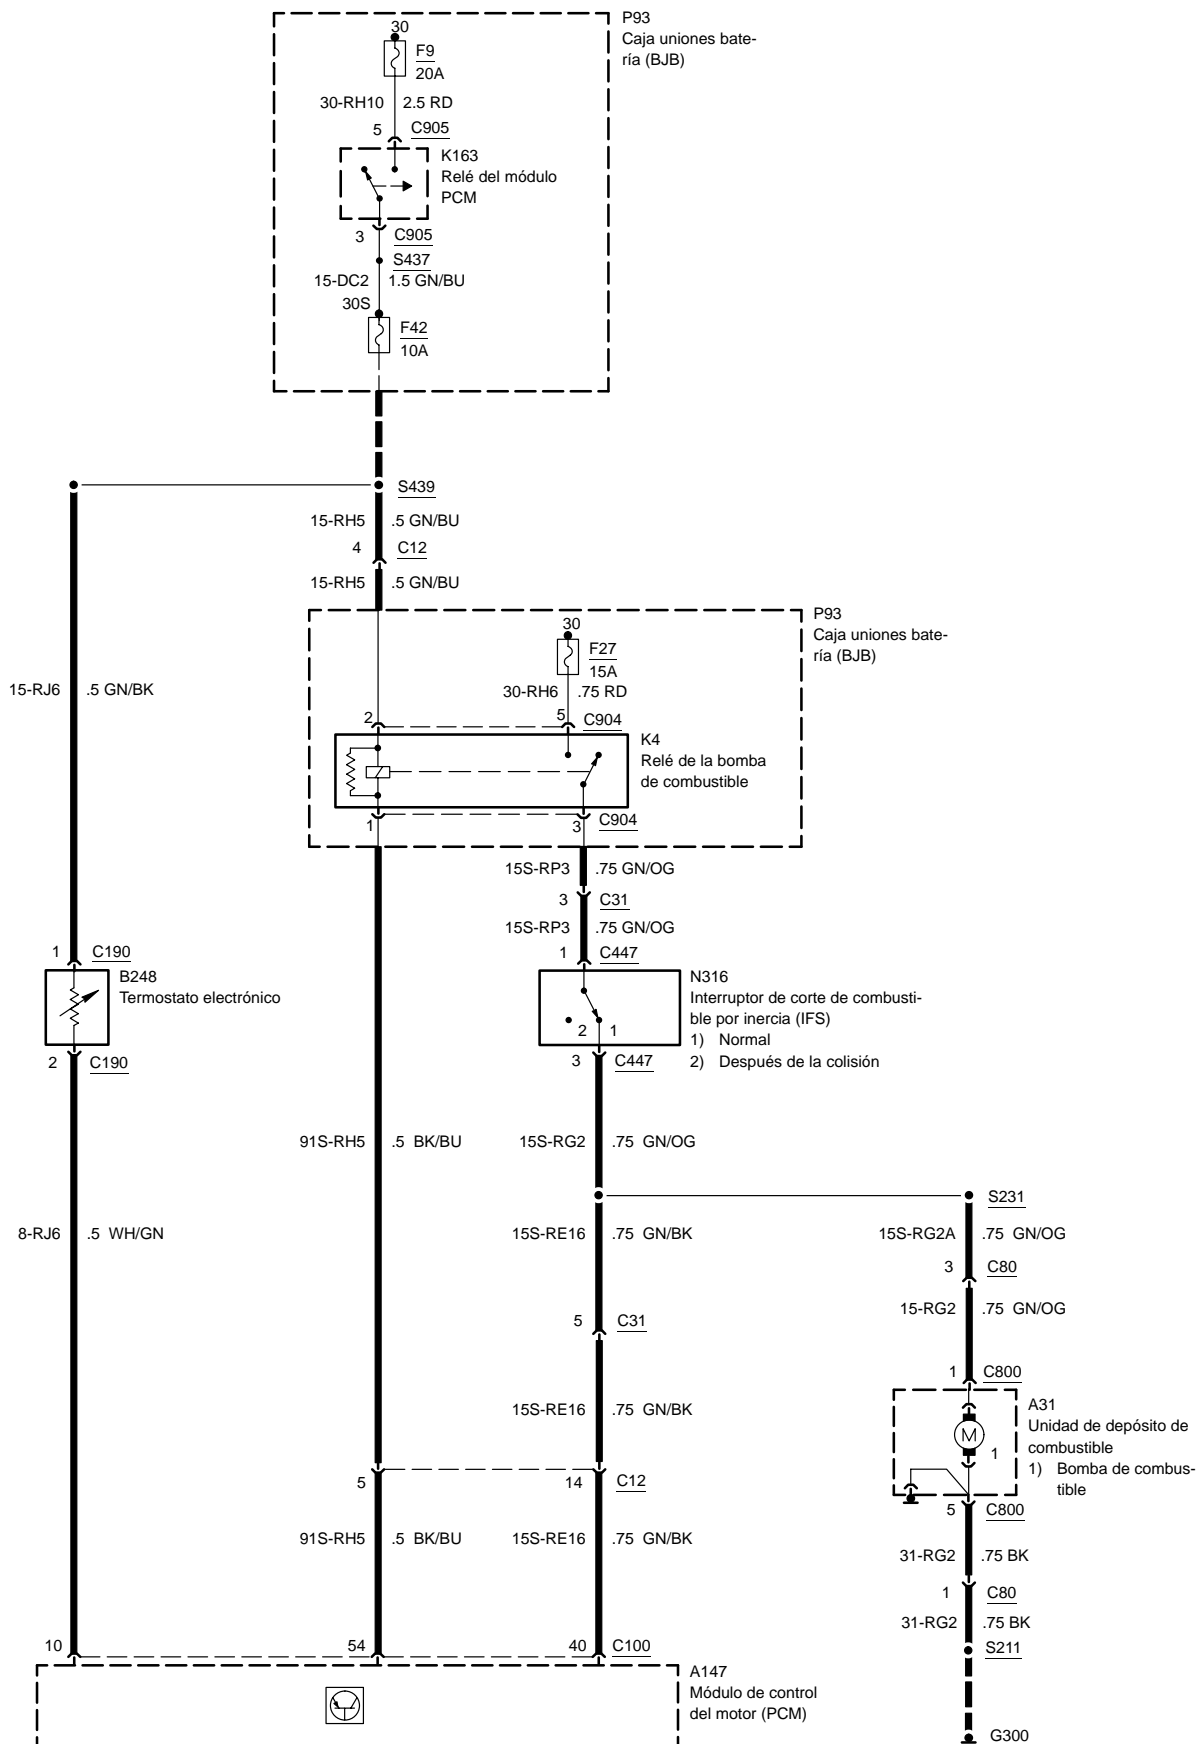 P93
Caja uniones bate-
ría (BJB)
30
F9
20A
30-RH10 2.5 RD
5 C905
K163
Relé del módulo
PCM
3 C905
S437
15-DC2 1.5 GN/BU
30S
F42
10A
S439
15-RH5 .5 GN/BU
4 C12
15-RH5 .5 GN/BU
P93
Caja uniones bate-
ría (BJB)
30
F27
15A
30-RH6 .75 RD
15-RJ6 .5 GN/BK
2 5 C904
K4
Relé de la bomba
de combustible
1 3 C904
15S-RP3 .75 GN/OG
3 C31
15S-RP3 .75 GN/OG
1 C190
1 C447
B248
Termostato electrónico
N316
Interruptor de corte de combusti-
ble por inercia (IFS)
1) Normal
2) Después de la colisión
2 1
2 C190
3 C447
91S-RH5 .5 BK/BU
15S-RG2 .75 GN/OG
S231
8-RJ6 .5 WH/GN
15S-RE16 .75 GN/BK
15S-RG2A .75 GN/OG
3 C80
15-RG2 .75 GN/OG
5 C31
1 C800
A31
Unidad de depósito de
combustible
1) Bomba de combus-
tible
M
1
15S-RE16 .75 GN/BK
5 14 C12
5 C800
91S-RH5 .5 BK/BU
15S-RE16 .75 GN/BK
31-RG2 .75 BK
1 C80
31-RG2 .75 BK
10 54 40 C100
S211
A147
Módulo de control
del motor (PCM)
G300